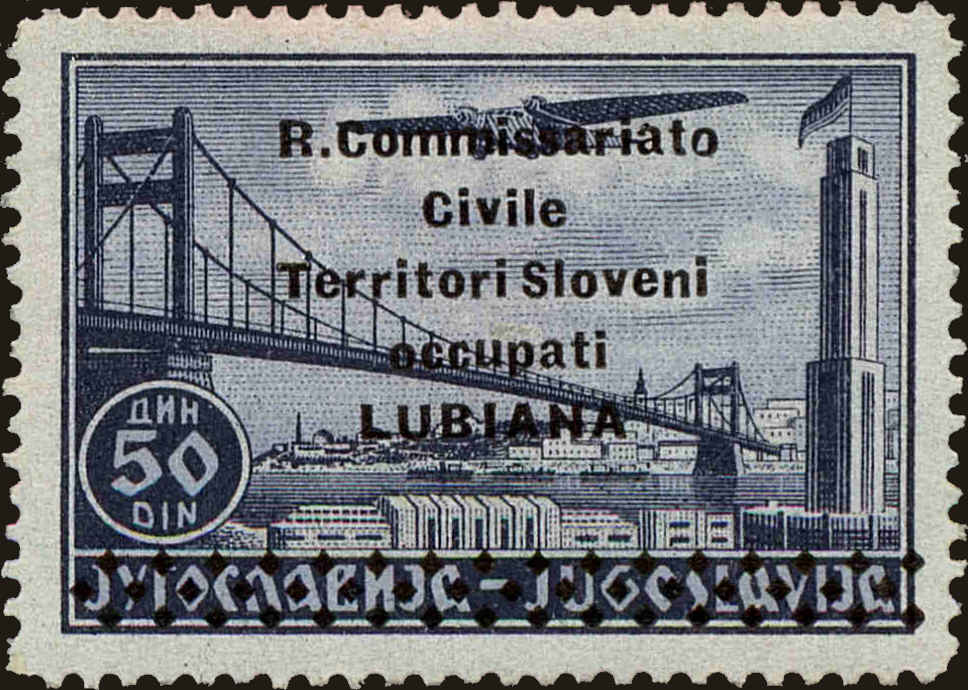 R. Commissariato
Civile
Territori Sloveni
occupati
LUBIANA
ДИН
50
DIN
ЈУГОСЛАВИЈА - JUGOSLAVIJA